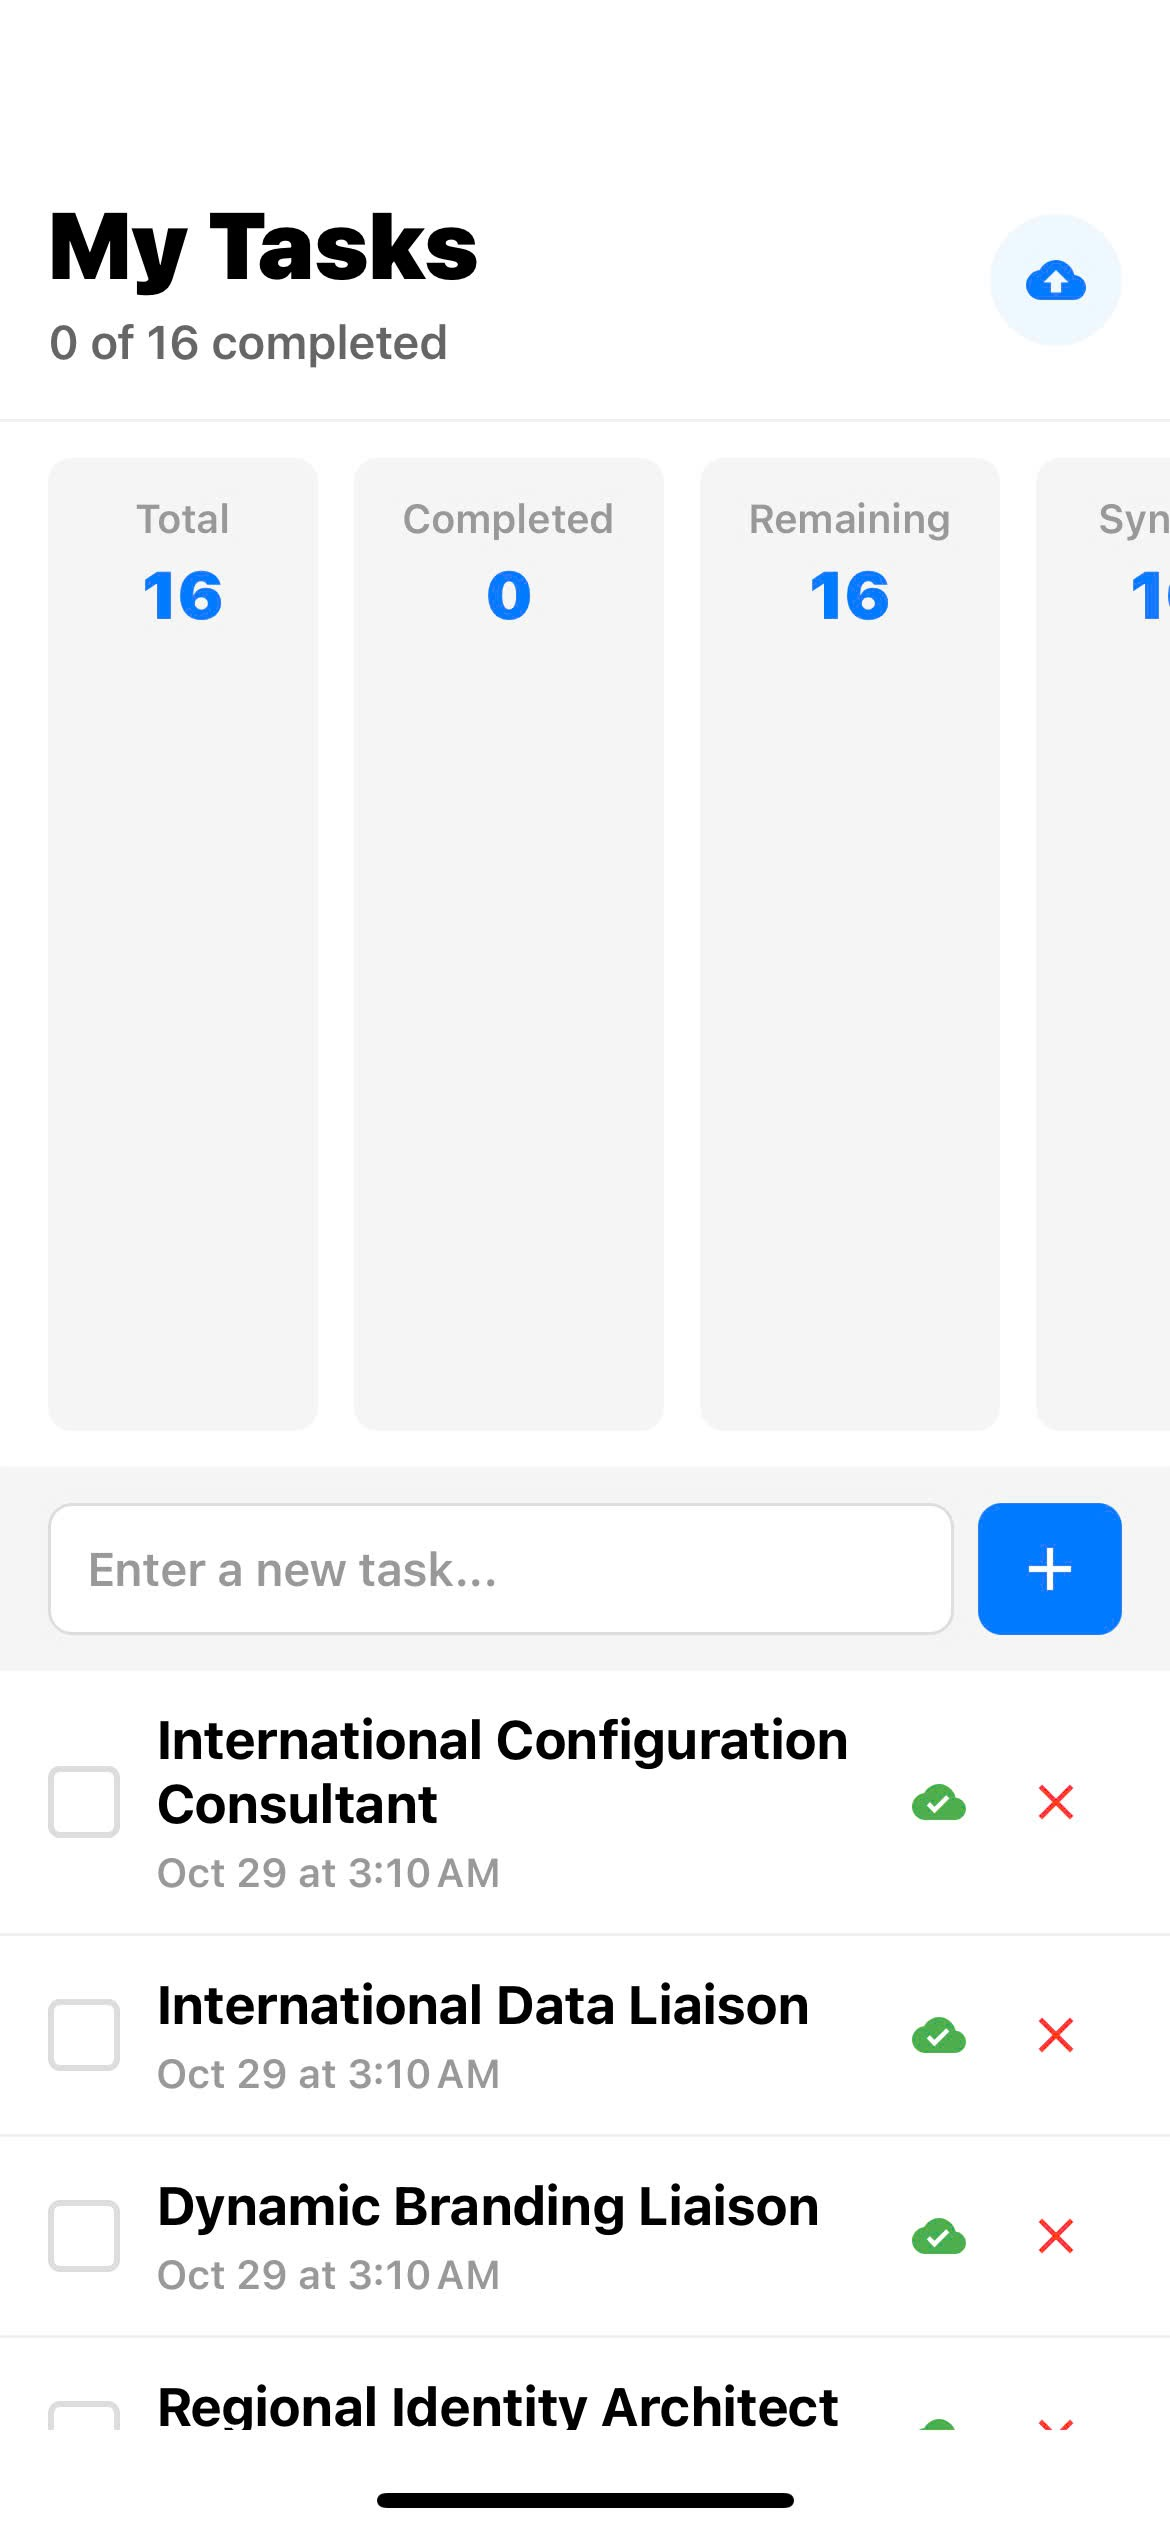 My Tasks
0 of 16 completed
Total
Completed
Remaining
Syn
16
0
16
Enter a new task...
International Configuration
Consultant
Oct 29 at 3:10 AM
International Data Liaison
Oct 29 at 3:10 AM
Dynamic Branding Liaison
Oct 29 at 3:10 AM
Regional Identity Architect